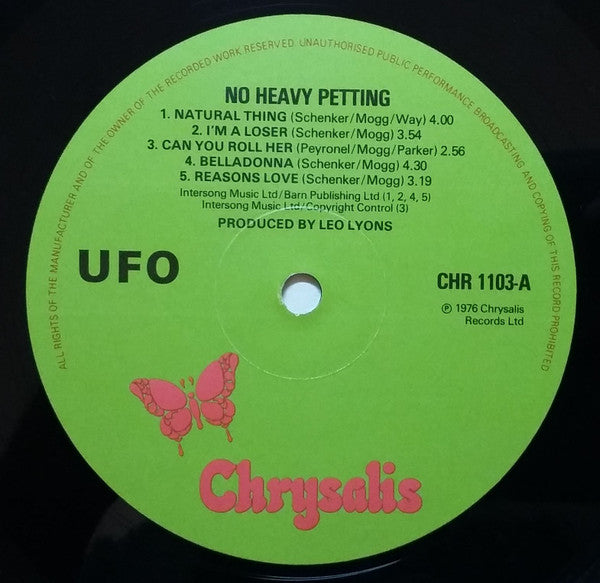 ALL RIGHTS OF THE MANUFACTURER AND OF THE OWNER OF THE RECORDED WORK RESERVED. UNAUTHORISED PUBLIC PERFORMANCE BROADCASTING AND COPYING OF THIS RECORD PROHIBITED
NO HEAVY PETTING
1. NATURAL THING (Schenker/Mogg/Way) 4.00
2. I'M A LOSER (Schenker/Mogg) 3.54
3. CAN YOU ROLL HER (Peyronel/Mogg/Parker) 2.56
4. BELLADONNA (Schenker/Mogg) 4.30
5. REASONS LOVE (Schenker/Mogg) 3.19
Intersong Music Ltd/Barn Publishing Ltd (1, 2, 4, 5)
Intersong Music Ltd/Copyright Control (3)
PRODUCED BY LEO LYONS
UFO
CHR 1103-A
℗ 1976 Chrysalis
Records Ltd
Chrysalis